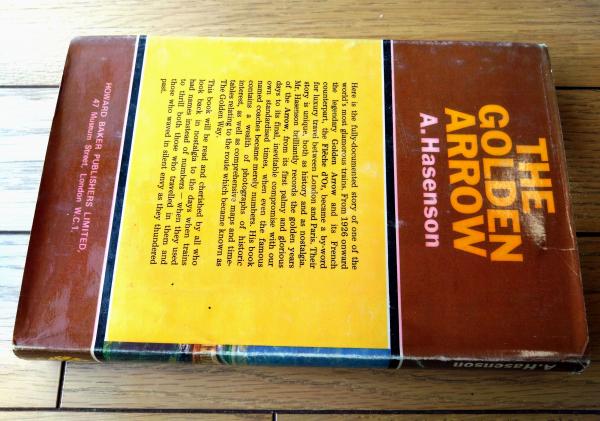 THE
GOLDEN
ARROW
A. Hasenson
Here is the fully-documented story of one of the
world's most glamorous trains. From 1926 onward
the legendary Golden Arrow and its French
counterpart, the Flèche d'Or, became a by-word
for luxury travel between London and Paris. Their
story is unique, both as history and as nostalgia.
Mr. Hasenson brilliantly records the golden years
of the Arrow, from its first palmy and glorious
days to its final, inevitable compromise with our
own standardised times, when even the famous
named coaches became merely numbers. His book
contains a wealth of photographs of historic
interest, as well as comprehensive maps and time-
tables relating to the route which became known as
The Golden Way.
This book will be read and cherished by all who
look back in nostalgia to the days when trains
had names instead of numbers — when they used
to thrill both those who travelled in them and
those who waved in silent envy as they thundered
past.
HOWARD BAKER PUBLISHERS LIMITED,
47 Museum Street, London W.C.1.
A. Hasenson